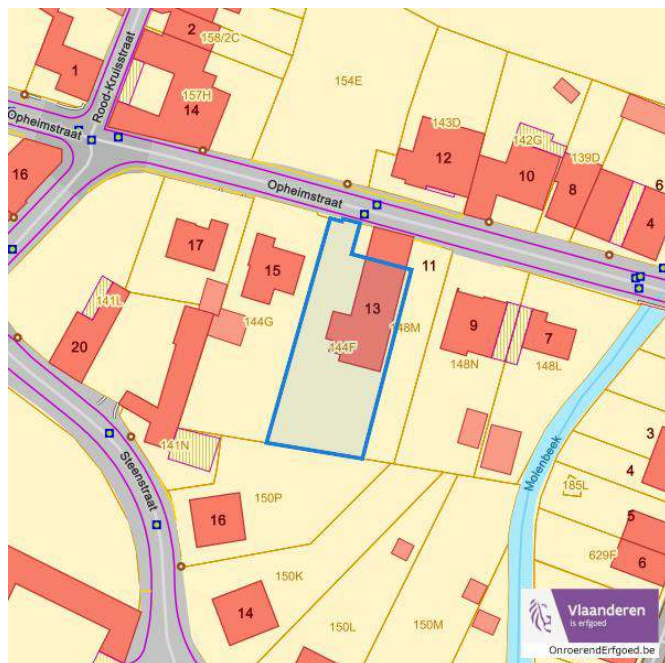 2
158/2C
1
157H
14
Rood-Kruisstraat
Opheimstraat
154E
143D
12
142G
10
139D
8
6
4
16
Opheimstraat
17
15
11
13
148M
9
7
148N
148L
141L
144G
144F
20
141N
Steenstraat
150P
16
150K
14
150L
150M
Molenbeek
185L
3
4
5
6
629F
Vlaanderen
is erfgoed
OnroerendErfgoed.be